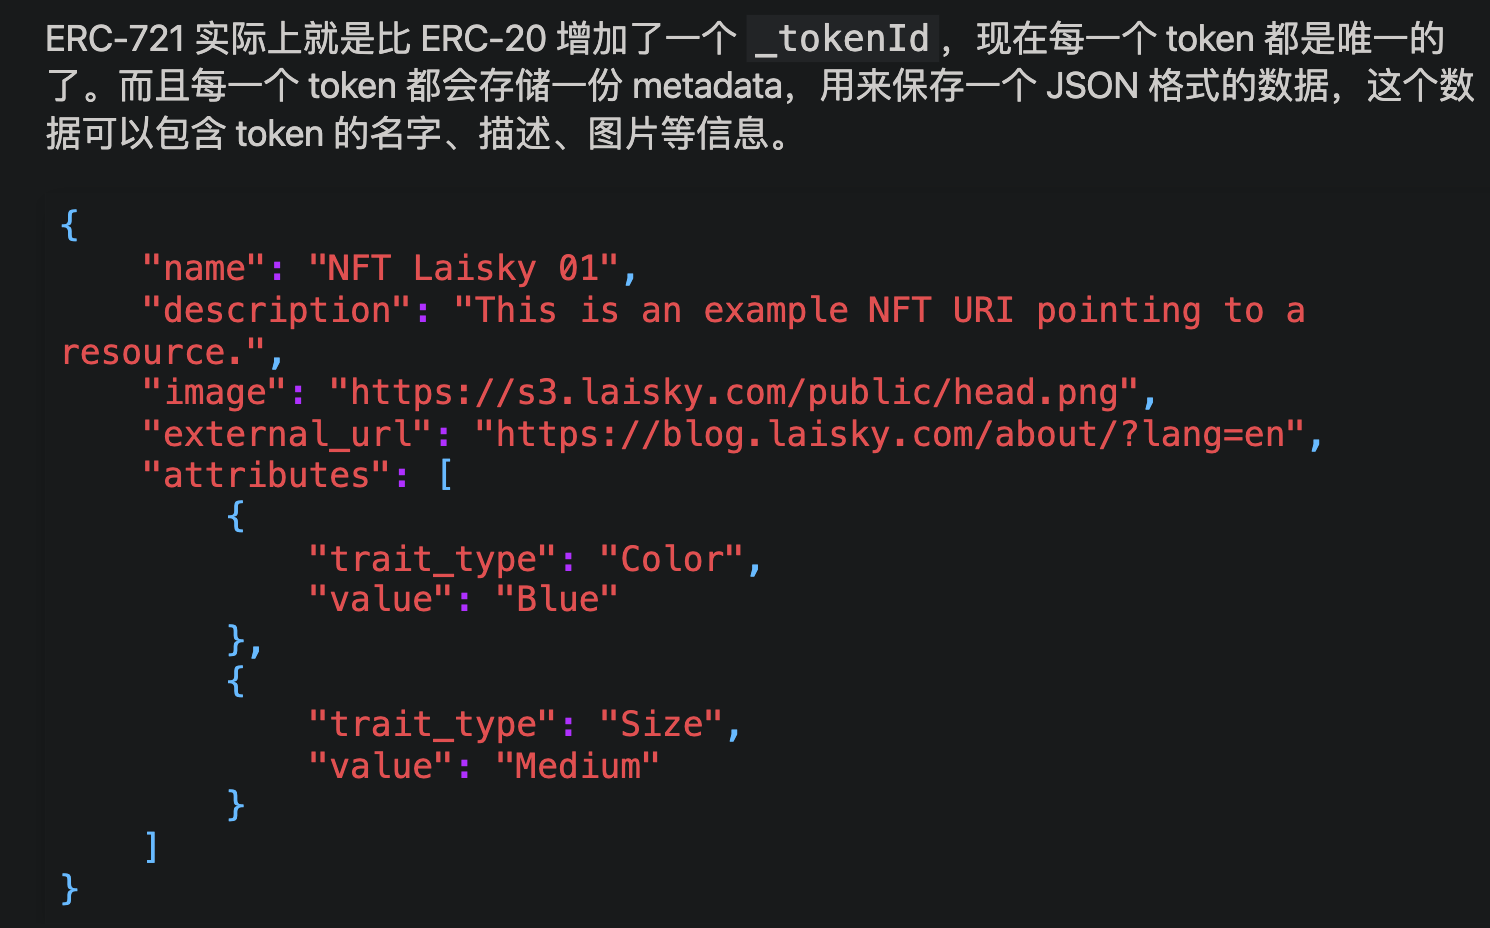 ERC-721 实际上就是比 ERC-20 增加了一个 _tokenId，现在每一个 token 都是唯一的
了。而且每一个 token 都会存储一份 metadata，用来保存一个 JSON 格式的数据，这个数
据可以包含 token 的名字、描述、图片等信息。
{
    "name": "NFT Laisky 01",
    "description": "This is an example NFT URI pointing to a
resource.",
    "image": "https://s3.laisky.com/public/head.png",
    "external_url": "https://blog.laisky.com/about/?lang=en",
    "attributes": [
        {
            "trait_type": "Color",
            "value": "Blue"
        },
        {
            "trait_type": "Size",
            "value": "Medium"
        }
    ]
}